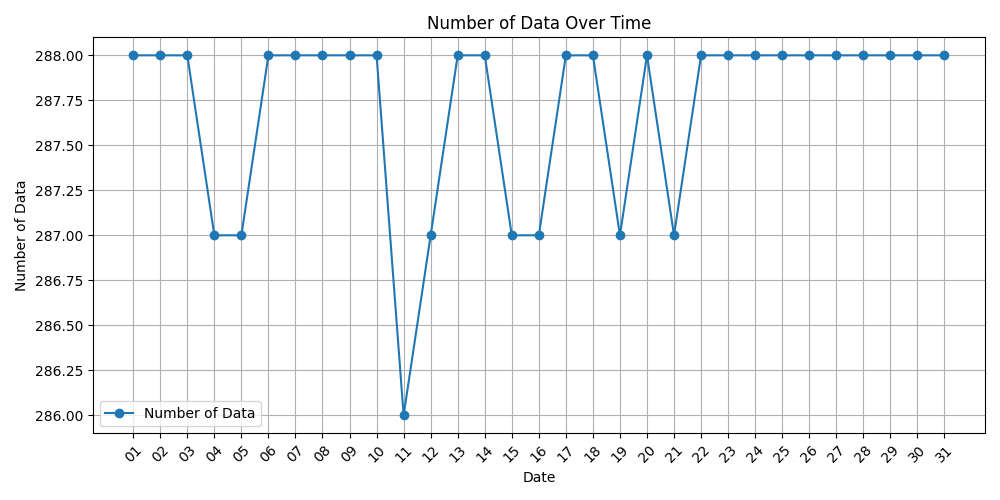 Number of Data Over Time
Number of Data
288.00
287.75
287.50
287.25
287.00
286.75
286.50
286.25
286.00
Number of Data
01 02 03 04 05 06 07 08 09 10 11 12 13 14 15 16 17 18 19 20 21 22 23 24 25 26 27 28 29 30 31
Date